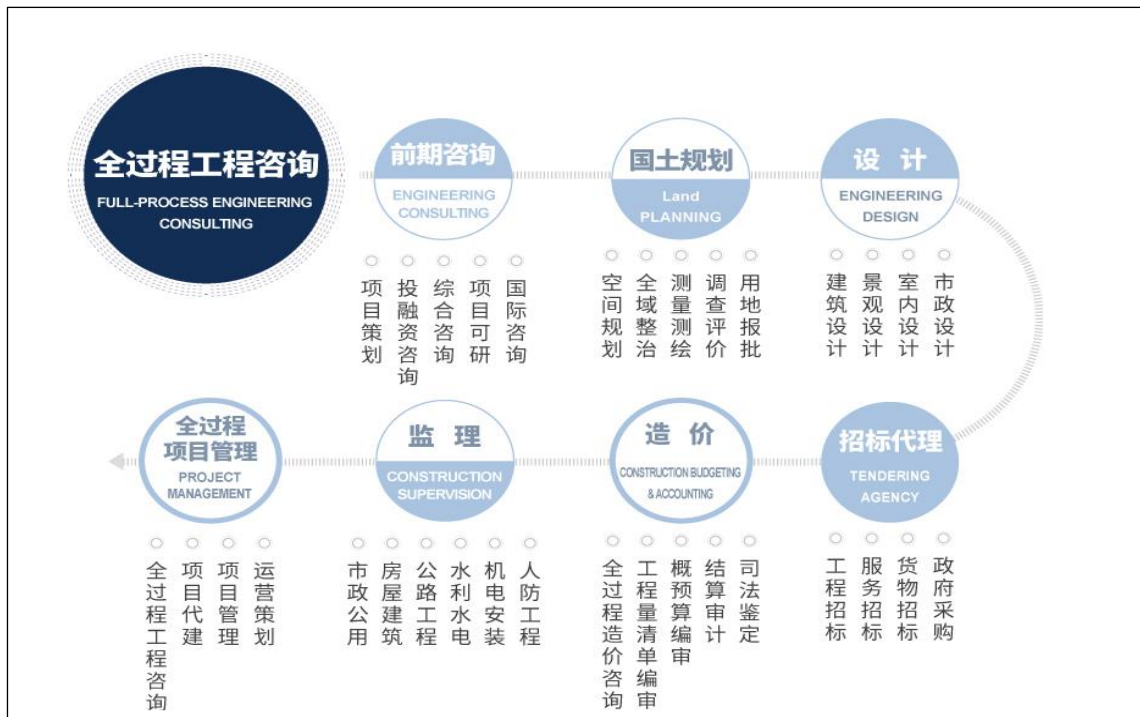 全过程工程咨询
FULL-PROCESS ENGINEERING
CONSULTING
前期咨询
ENGINEERING
CONSULTING
项目策划
投融资咨询
综合咨询
项目可研
国际咨询
国土规划
Land
PLANNING
空间规划
全域整治
测量测绘
调查评价
用地报批
设 计
ENGINEERING
DESIGN
建筑设计
景观设计
室内设计
市政设计
招标代理
TENDERING
AGENCY
工程招标
服务招标
货物招标
政府采购
造 价
CONSTRUCTION BUDGETING
& ACCOUNTING
全过程造价咨询
工程量清单编审
概预算编审
结算审计
司法鉴定
监 理
CONSTRUCTION
SUPERVISION
市政公用
房屋建筑
公路工程
水利水电
机电安装
人防工程
全过程
项目管理
PROJECT
MANAGEMENT
全过程工程咨询
项目代建
项目管理
运营策划